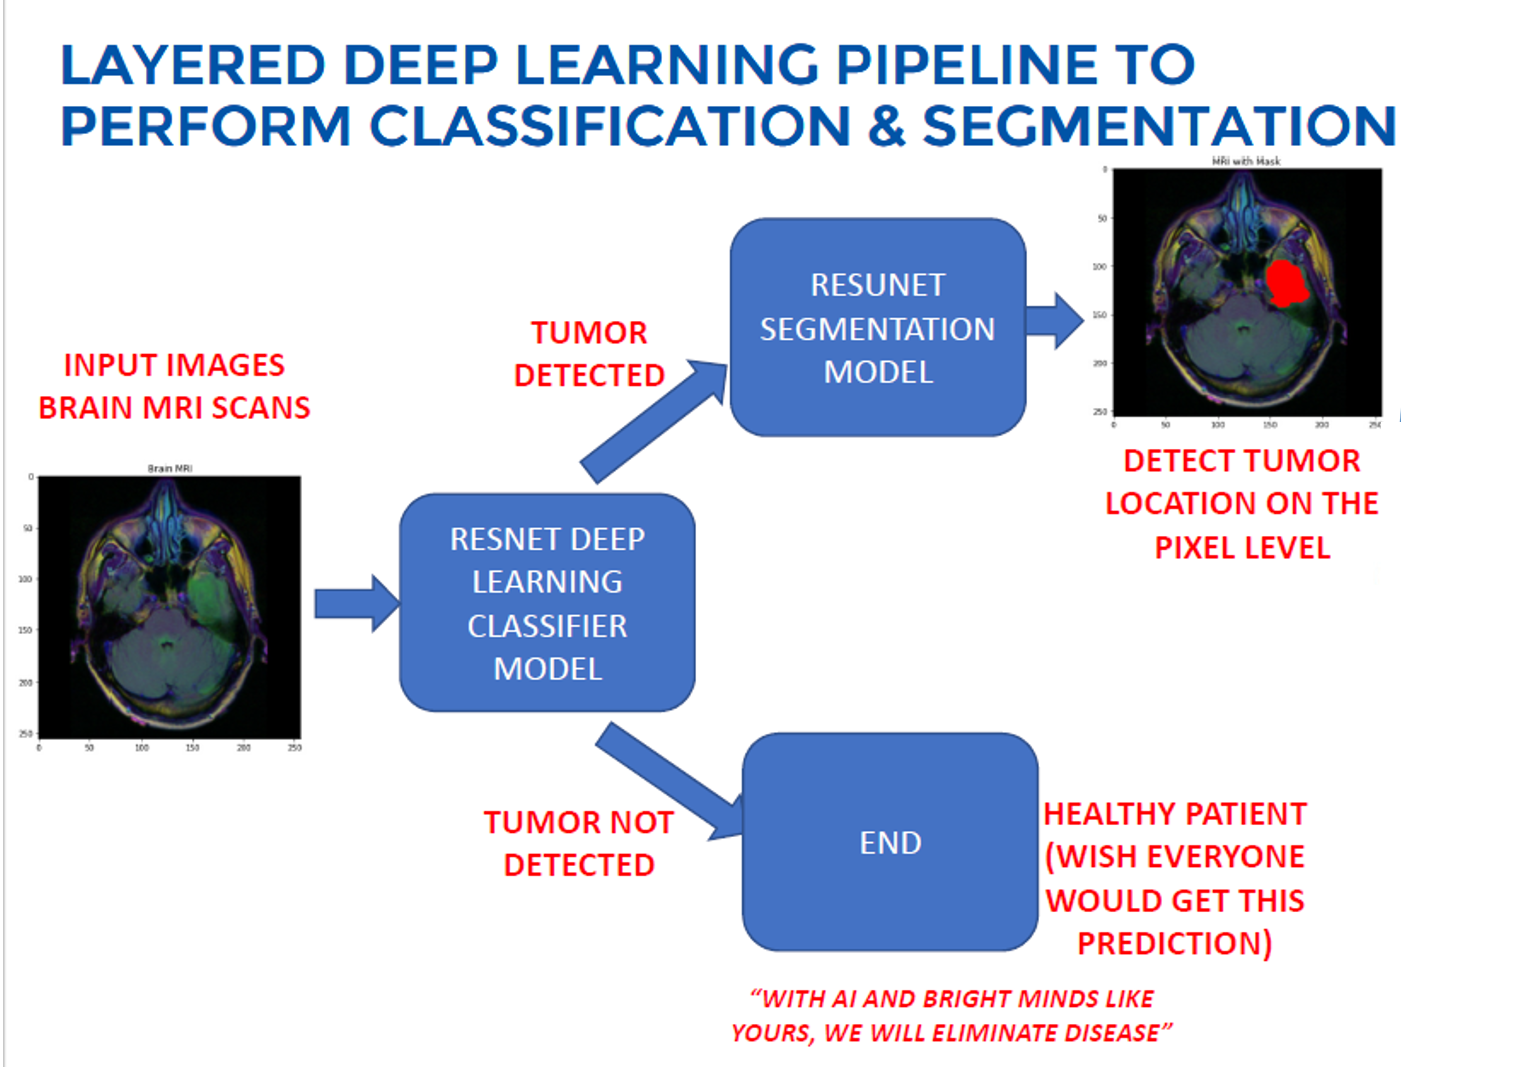 LAYERED DEEP LEARNING PIPELINE TO
PERFORM CLASSIFICATION & SEGMENTATION
MRI with Mask
0
50
100
150
200
250
0
50
100
150
200
25
RESUNET
SEGMENTATION
MODEL
TUMOR
DETECTED
INPUT IMAGES
BRAIN MRI SCANS
DETECT TUMOR
LOCATION ON THE
PIXEL LEVEL
Brain MRI
0
50
100
150
200
250
0
50
100
150
200
250
RESNET DEEP
LEARNING
CLASSIFIER
MODEL
TUMOR NOT
DETECTED
END
HEALTHY PATIENT
(WISH EVERYONE
WOULD GET THIS
PREDICTION)
“WITH AI AND BRIGHT MINDS LIKE
YOURS, WE WILL ELIMINATE DISEASE”